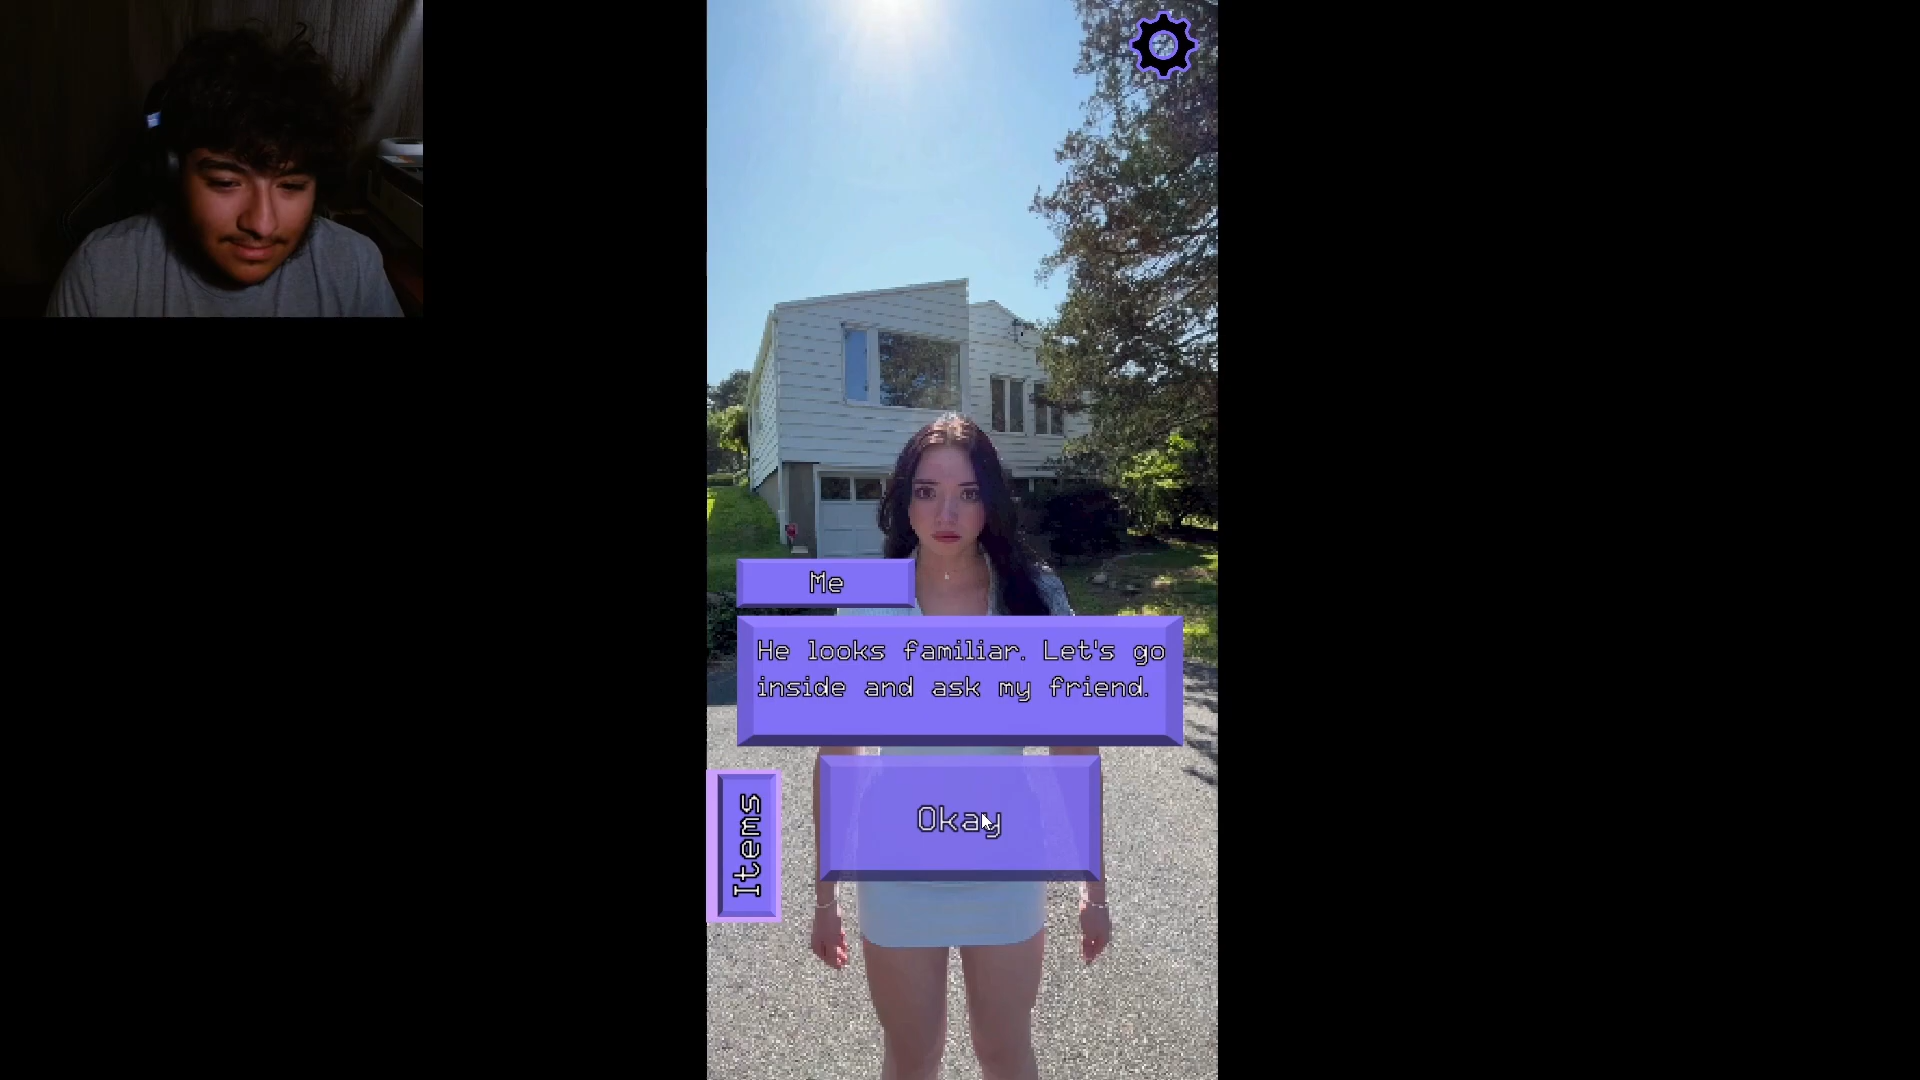 Me
He looks familiar. Let's go
inside and ask my friend.
Okay
Items